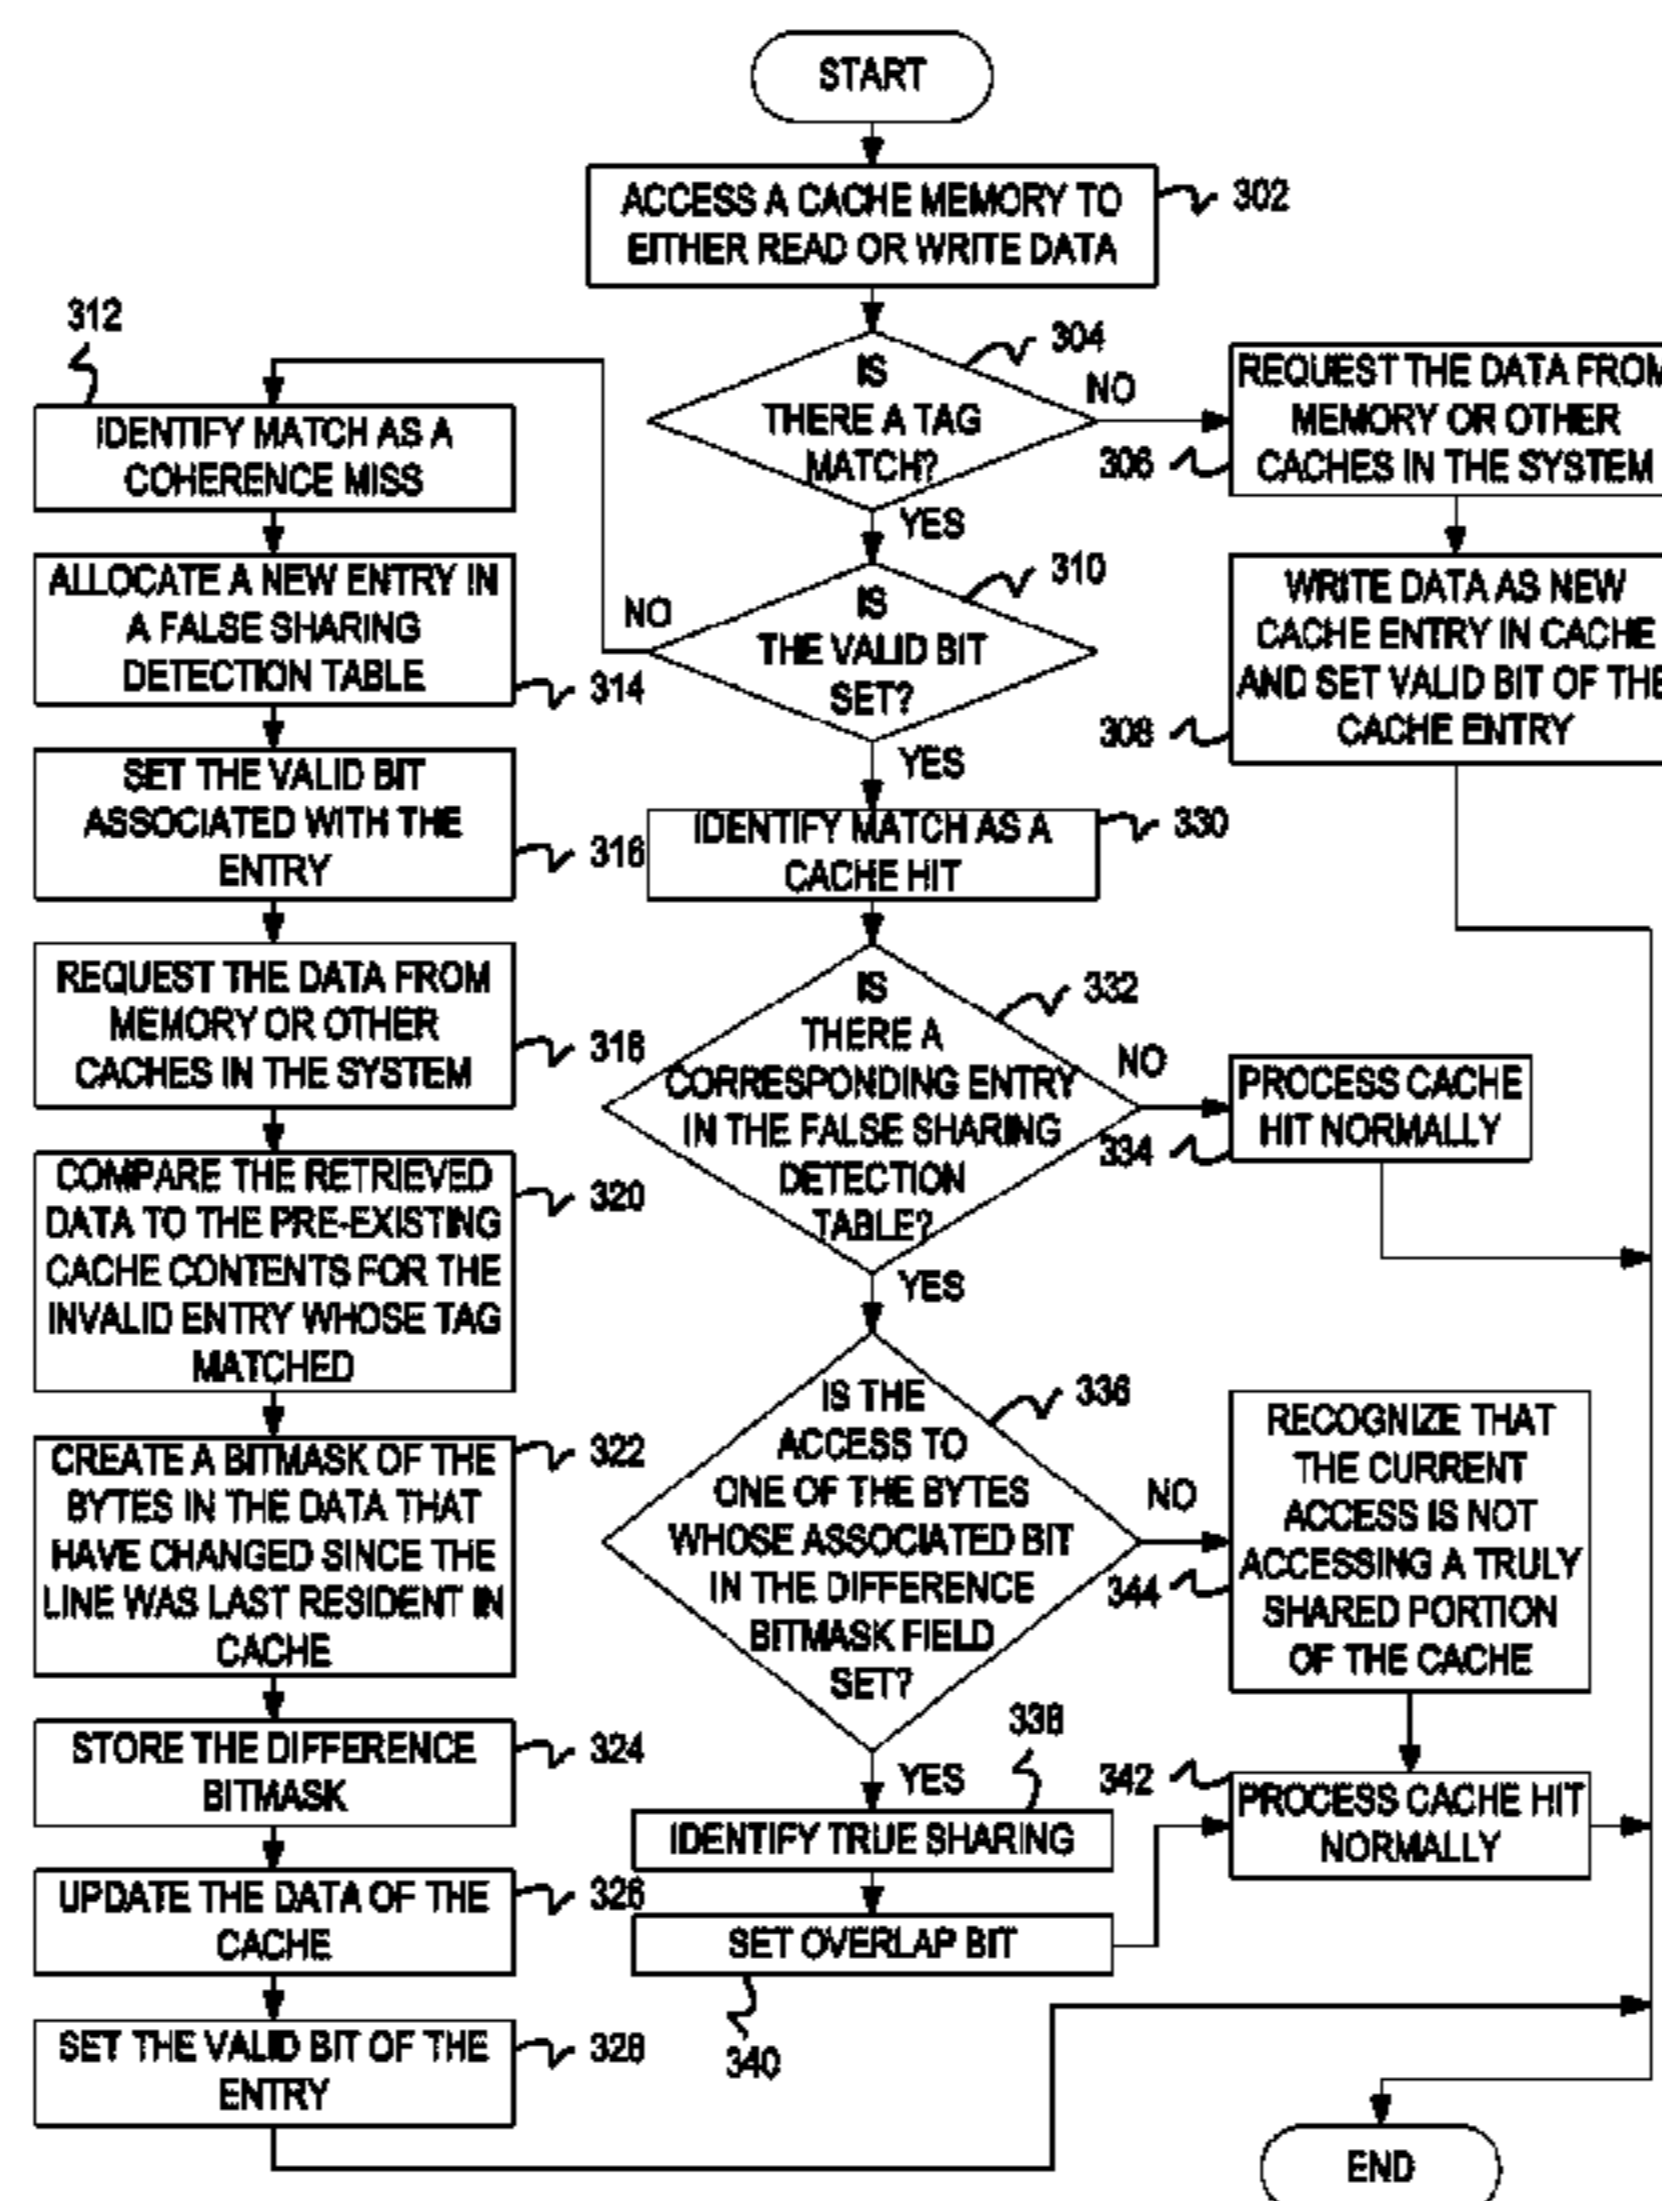 START
ACCESS A CACHE MEMORY TO
EITHER READ OR WRITE DATA
302
IS
THERE A TAG
MATCH?
304
NO
YES
REQUEST THE DATA FROM
MEMORY OR OTHER
CACHES IN THE SYSTEM
306
WRITE DATA AS NEW
CACHE ENTRY IN CACHE
AND SET VALID BIT OF THE
CACHE ENTRY
308
IS
THE VALID BIT
SET?
310
NO
YES
312
IDENTIFY MATCH AS A
COHERENCE MISS
ALLOCATE A NEW ENTRY IN
A FALSE SHARING
DETECTION TABLE
314
SET THE VALID BIT
ASSOCIATED WITH THE
ENTRY
316
REQUEST THE DATA FROM
MEMORY OR OTHER
CACHES IN THE SYSTEM
318
COMPARE THE RETRIEVED
DATA TO THE PRE-EXISTING
CACHE CONTENTS FOR THE
INVALID ENTRY WHOSE TAG
MATCHED
320
CREATE A BITMASK OF THE
BYTES IN THE DATA THAT
HAVE CHANGED SINCE THE
LINE WAS LAST RESIDENT IN
CACHE
322
STORE THE DIFFERENCE
BITMASK
324
UPDATE THE DATA OF THE
CACHE
326
SET THE VALID BIT OF THE
ENTRY
328
IDENTIFY MATCH AS A
CACHE HIT
330
IS
THERE A
CORRESPONDING ENTRY
IN THE FALSE SHARING
DETECTION
TABLE?
332
NO
YES
PROCESS CACHE
HIT NORMALLY
334
IS THE
ACCESS TO
ONE OF THE BYTES
WHOSE ASSOCIATED BIT
IN THE DIFFERENCE
BITMASK FIELD
SET?
336
NO
YES
RECOGNIZE THAT
THE CURRENT
ACCESS IS NOT
ACCESSING A TRULY
SHARED PORTION
OF THE CACHE
344
338
IDENTIFY TRUE SHARING
SET OVERLAP BIT
340
342
PROCESS CACHE HIT
NORMALLY
END